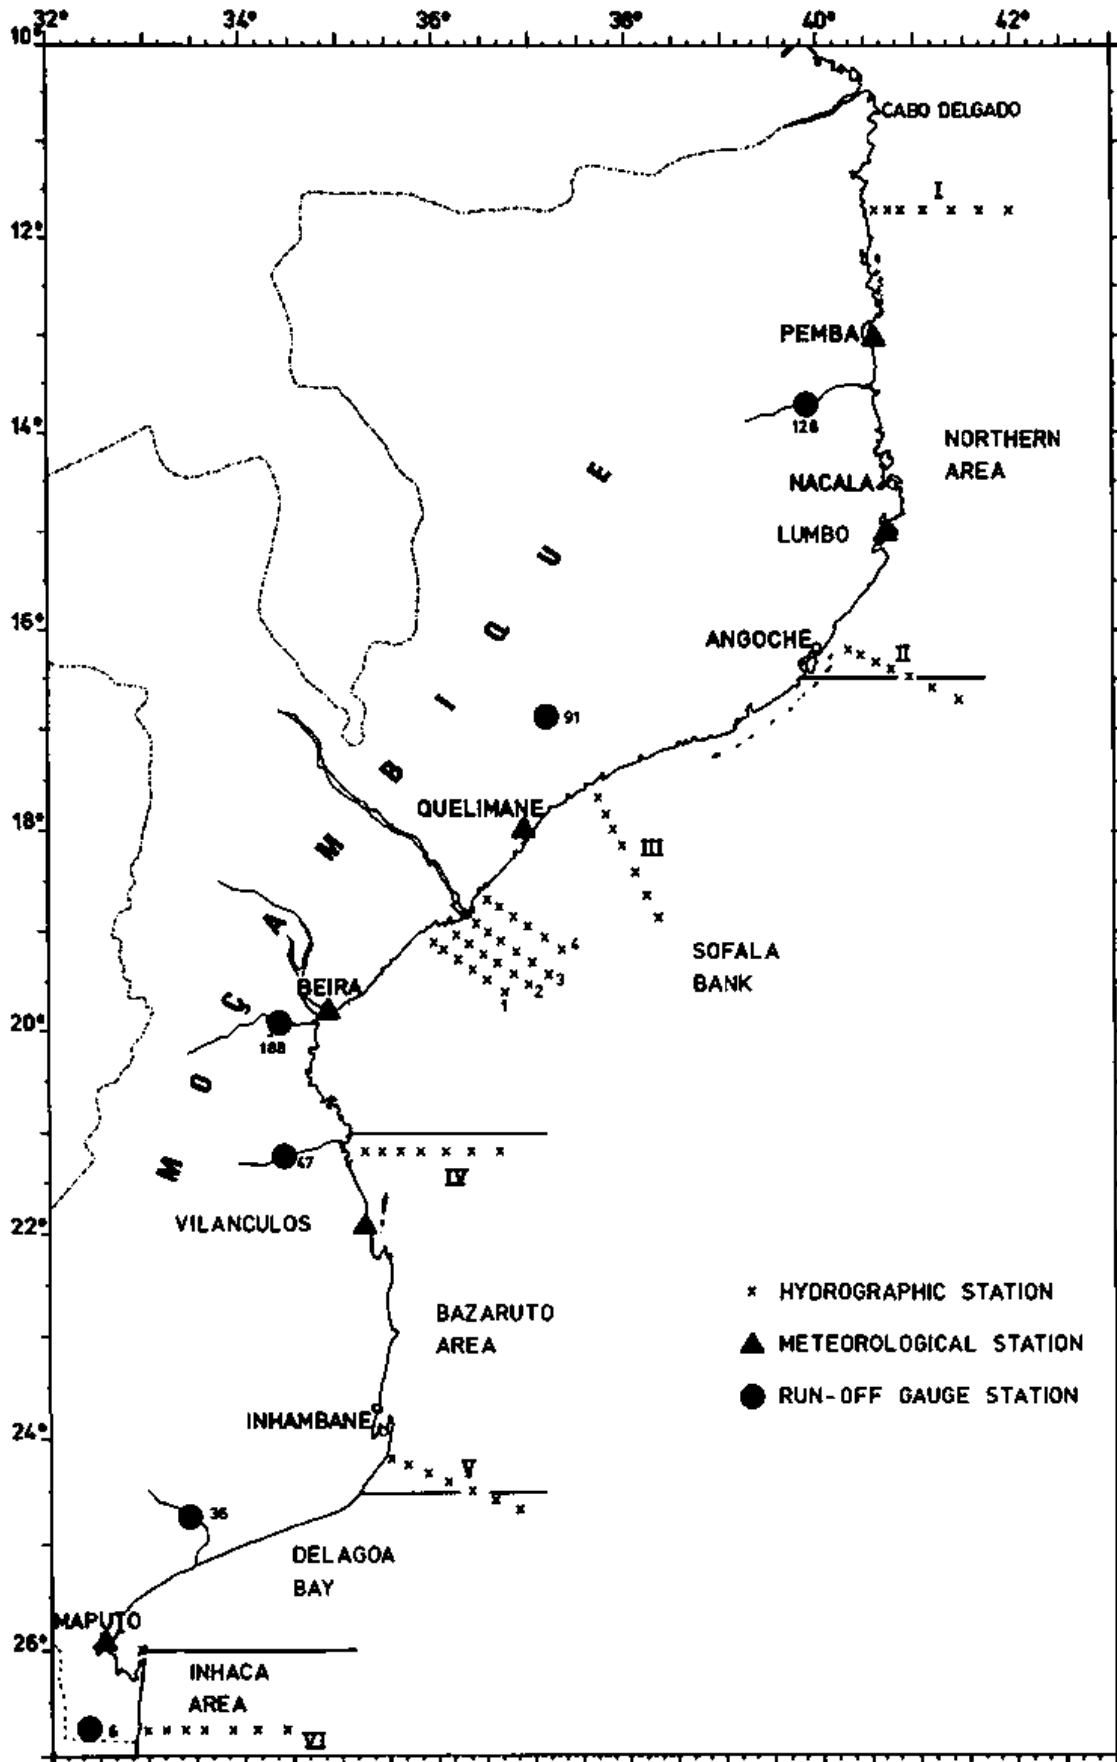 32° 34° 36° 38° 40° 42°
10°
CABO DELGADO
I
12°
PEMBA
128
14°
NORTHERN
AREA
NACALA
LUMBO
16°
ANGOCHE
II
91
QUELIMANE
18°
III
4
3
2
1
SOFALA
BANK
BEIRA
20°
188
MOÇAMBIQUE
47
IV
VILANCULOS
22°
BAZARUTO
AREA
× HYDROGRAPHIC STATION
▲ METEOROLOGICAL STATION
● RUN-OFF GAUGE STATION
INHAMBANE
24°
V
36
DELAGOA
BAY
MAPUTO
26°
INHACA
AREA
6
VI